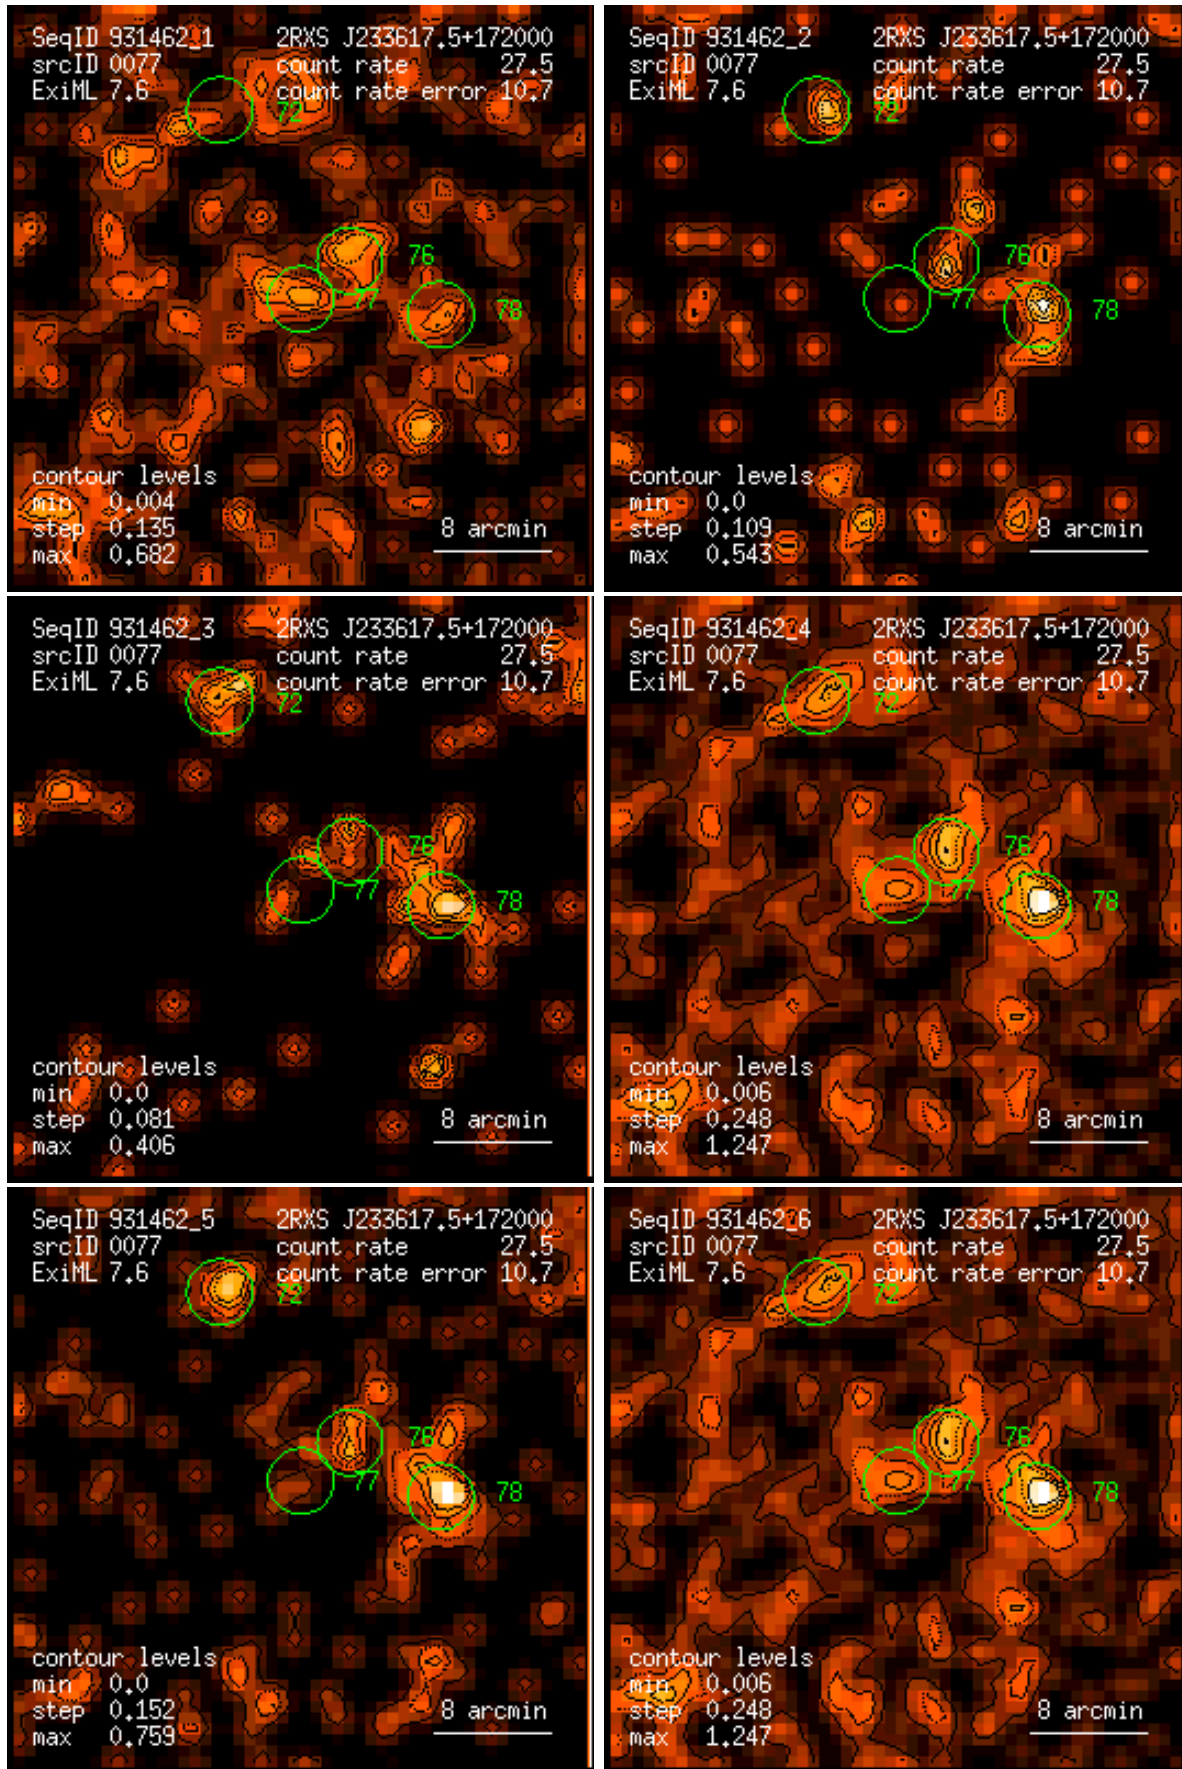 SeqID 931462_1 2RXS J233617.5+172000
srcID 0077 count rate 27.5
ExiML 7.6 count rate error 10.7
72
76
77
78
contour levels
min 0.004
step 0.135 8 arcmin
max 0.682
SeqID 931462_2 2RXS J233617.5+172000
srcID 0077 count rate 27.5
ExiML 7.6 count rate error 10.7
72
76
77
78
contour levels
min 0.0
step 0.109 8 arcmin
max 0.543
SeqID 931462_3 2RXS J233617.5+172000
srcID 0077 count rate 27.5
ExiML 7.6 count rate error 10.7
72
76
77
78
contour levels
min 0.0
step 0.081 8 arcmin
max 0.406
SeqID 931462_4 2RXS J233617.5+172000
srcID 0077 count rate 27.5
ExiML 7.6 count rate error 10.7
72
76
77
78
contour levels
min 0.006
step 0.248 8 arcmin
max 1.247
SeqID 931462_5 2RXS J233617.5+172000
srcID 0077 count rate 27.5
ExiML 7.6 count rate error 10.7
72
76
77
78
contour levels
min 0.0
step 0.152 8 arcmin
max 0.759
SeqID 931462_6 2RXS J233617.5+172000
srcID 0077 count rate 27.5
ExiML 7.6 count rate error 10.7
72
76
77
78
contour levels
min 0.006
step 0.248 8 arcmin
max 1.247